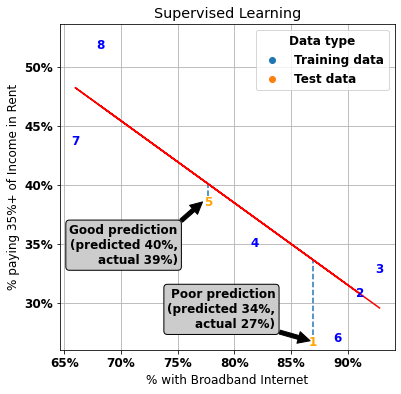 Supervised Learning
Data type
Training data
Test data
% paying 35%+ of Income in Rent
50%
45%
40%
35%
30%
8
7
5
4
3
2
6
1
Good prediction
(predicted 40%,
actual 39%)
Poor prediction
(predicted 34%,
actual 27%)
65%
70%
75%
80%
85%
90%
% with Broadband Internet